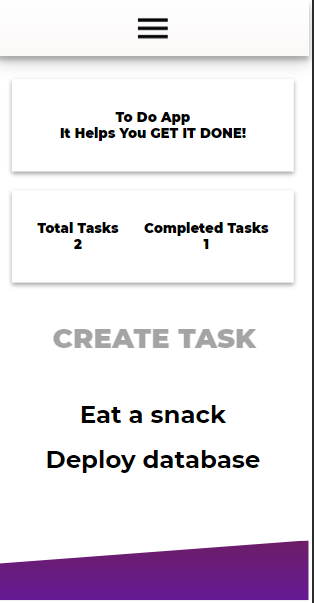 To Do App
It Helps You GET IT DONE!
Total Tasks Completed Tasks
2 1
CREATE TASK
Eat a snack
Deploy database